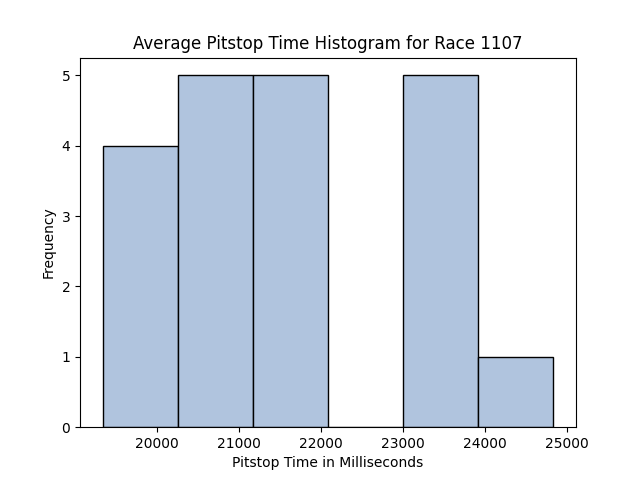 Average Pitstop Time Histogram for Race 1107
5
4
3
2
1
0
Frequency
20000 21000 22000 23000 24000 25000
Pitstop Time in Milliseconds